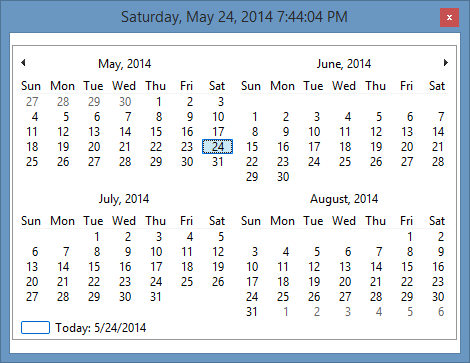 Saturday, May 24, 2014 7:44:04 PM
x
May, 2014
Sun Mon Tue Wed Thu Fri Sat
27 28 29 30 1 2 3
4 5 6 7 8 9 10
11 12 13 14 15 16 17
18 19 20 21 22 23 24
25 26 27 28 29 30 31
June, 2014
Sun Mon Tue Wed Thu Fri Sat
1 2 3 4 5 6 7
8 9 10 11 12 13 14
15 16 17 18 19 20 21
22 23 24 25 26 27 28
29 30
July, 2014
Sun Mon Tue Wed Thu Fri Sat
1 2 3 4 5
6 7 8 9 10 11 12
13 14 15 16 17 18 19
20 21 22 23 24 25 26
27 28 29 30 31
August, 2014
Sun Mon Tue Wed Thu Fri Sat
1 2
3 4 5 6 7 8 9
10 11 12 13 14 15 16
17 18 19 20 21 22 23
24 25 26 27 28 29 30
31 1 2 3 4 5 6
Today: 5/24/2014